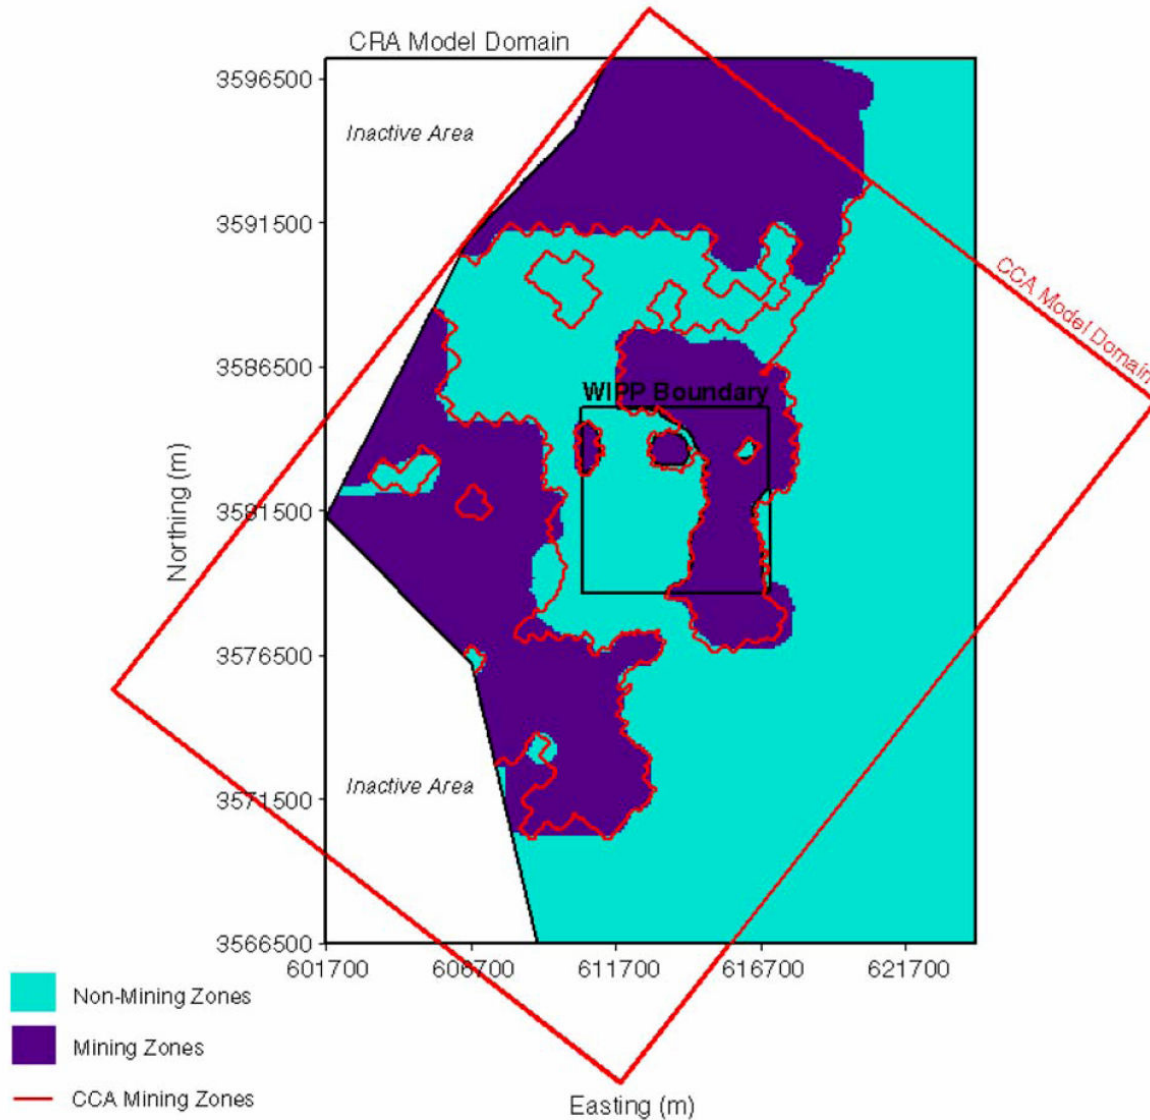 CRA Model Domain
3596500
Inactive Area
3591500
CCA Model Domain
3586500
WIPP Boundary
Northing (m)
3581500
3576500
Inactive Area
3571500
3566500
601700 606700 611700 616700 621700
Non-Mining Zones
Mining Zones
CCA Mining Zones
Easting (m)